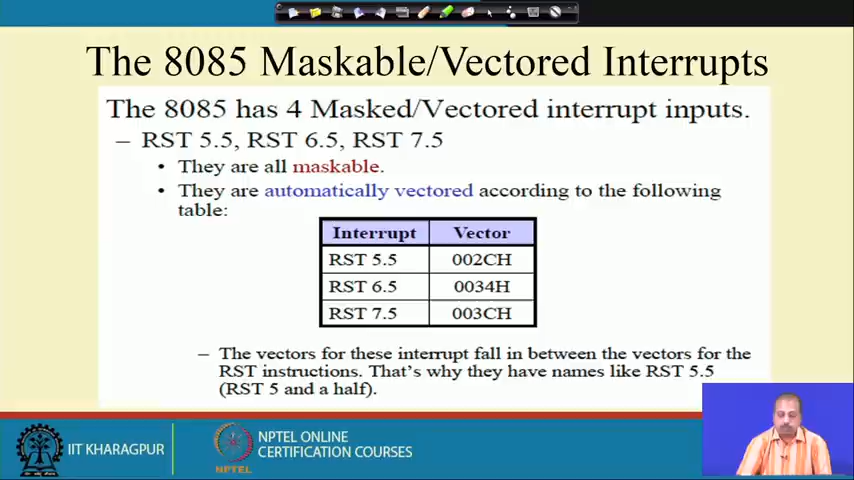 The 8085 Maskable/Vectored Interrupts
The 8085 has 4 Masked/Vectored interrupt inputs.
– RST 5.5, RST 6.5, RST 7.5
• They are all maskable.
• They are automatically vectored according to the following
table:
Interrupt Vector
RST 5.5 002CH
RST 6.5 0034H
RST 7.5 003CH
– The vectors for these interrupt fall in between the vectors for the
RST instructions. That's why they have names like RST 5.5
(RST 5 and a half).
IIT KHARAGPUR
NPTEL
NPTEL ONLINE
CERTIFICATION COURSES